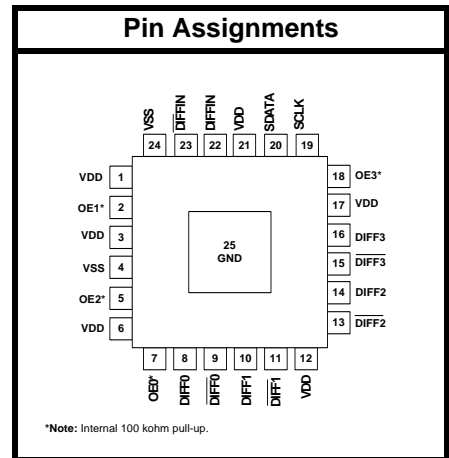 Pin Assignments
VSS
DIFFIN
DIFFIN
VDD
SDATA
SCLK
24 23 22 21 20 19
VDD 1
OE1* 2
VDD 3
VSS 4
OE2* 5
VDD 6
25
GND
18 OE3*
17 VDD
16 DIFF3
15 DIFF3
14 DIFF2
13 DIFF2
7 8 9 10 11 12
OE0*
DIFF0
DIFF0
DIFF1
DIFF1
VDD
*Note: Internal 100 kohm pull-up.